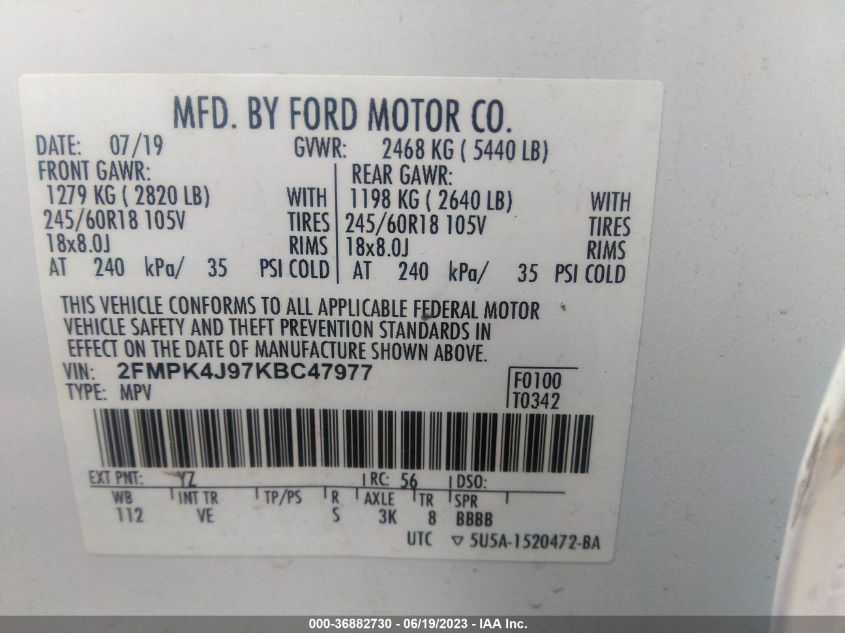 MFD. BY FORD MOTOR CO.
DATE: 07/19 GVWR: 2468 KG ( 5440 LB)
FRONT GAWR: REAR GAWR:
1279 KG ( 2820 LB) WITH 1198 KG ( 2640 LB) WITH
245/60R18 105V TIRES 245/60R18 105V TIRES
18x8.0J RIMS 18x8.0J RIMS
AT 240 kPa/ 35 PSI COLD AT 240 kPa/ 35 PSI COLD
THIS VEHICLE CONFORMS TO ALL APPLICABLE FEDERAL MOTOR
VEHICLE SAFETY AND THEFT PREVENTION STANDARDS IN
EFFECT ON THE DATE OF MANUFACTURE SHOWN ABOVE.
VIN: 2FMPK4J97KBC47977 F0100
TYPE: MPV T0342
EXT PNT: YZ RC: 56 DSO:
WB INT TR TP/PS R AXLE TR SPR
112 VE S 3K 8 BBBB
UTC ▽ 5U5A-1520472-BA
000-36882730 - 06/19/2023 - © IAA Holdings, LLC.